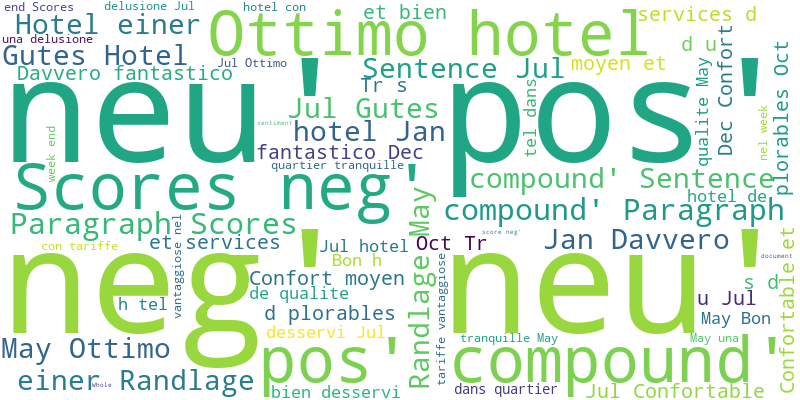 end Scores
delusione Jul
hotel con
et bien
services d
Hotel einer
Ottimo hotel
una delusione
d u
Gutes Hotel
Jul Ottimo
Sentence Jul
moyen et
Dec Confort
plorables Oct
Davvero fantastico
Tr s
tel dans
qualite May
nel week
neu'
pos'
Jul Gutes
sentiment
hotel Jan
week end
fantastico Dec
quartier tranquille
Scores neg'
compound' Sentence
hotel de
Paragraph Scores
Randlage May
compound' Paragraph
con tariffe
et services
vantaggiose nel
Jul hotel
Oct Tr
score neg'
Jan Davvero
Confortable et
document
neg'
Bon h
tariffe vantaggiose
neu'
Confort moyen
s d
h tel
de qualite
u Jul
d plorables
May Bon
desservi Jul
tranquille May
May una
May Ottimo
pos'
compound'
einer Randlage
Whole
bien desservi
dans quartier
Jul Confortable